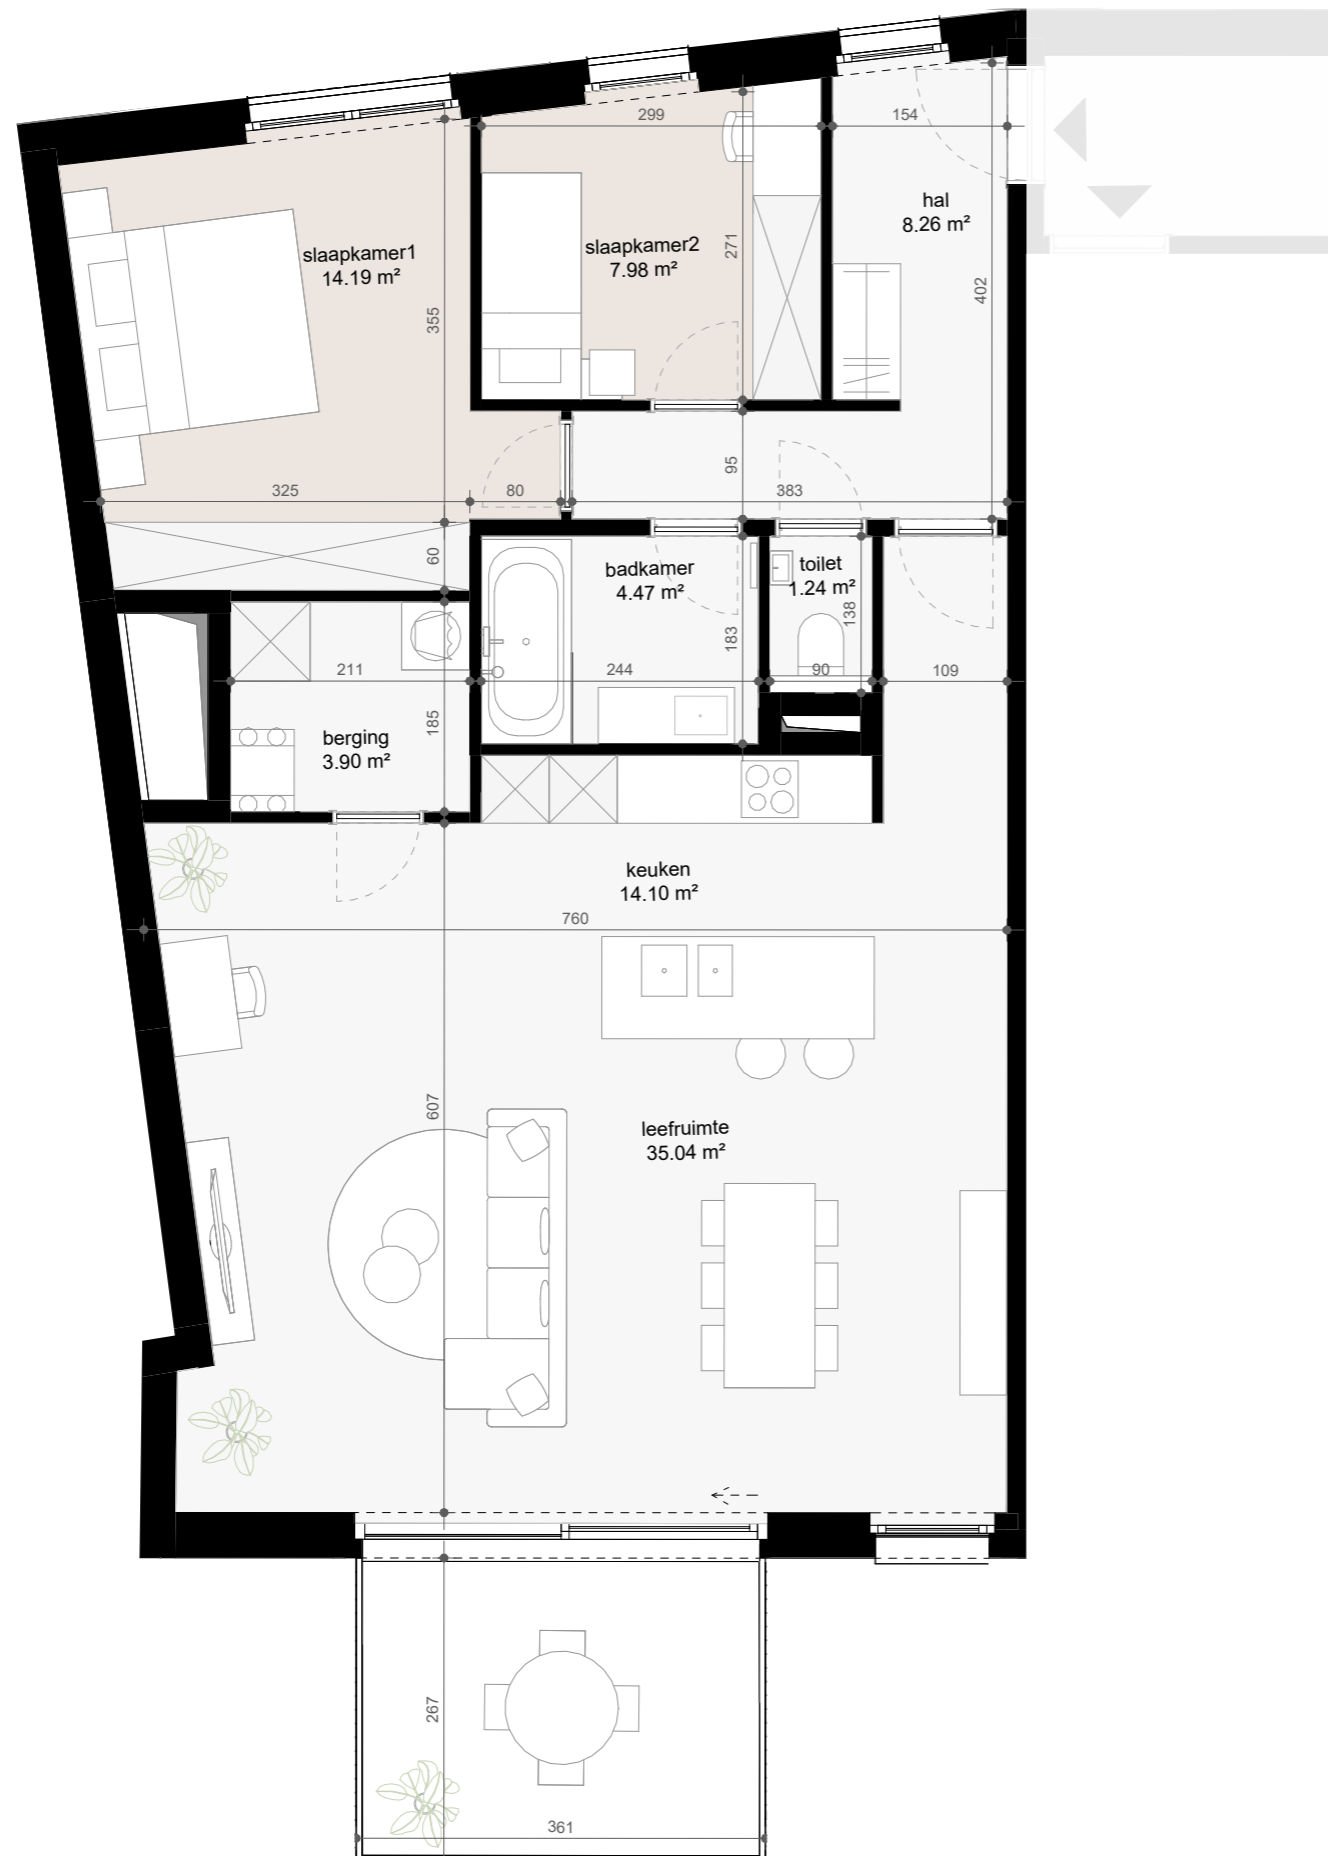 299
154
hal
8.26 m²
slaapkamer1
14.19 m²
slaapkamer2
7.98 m²
271
355
402
95
325
80
383
60
badkamer
4.47 m²
toilet
1.24 m²
138
183
211
244
90
109
185
berging
3.90 m²
keuken
14.10 m²
760
607
leefruimte
35.04 m²
267
361